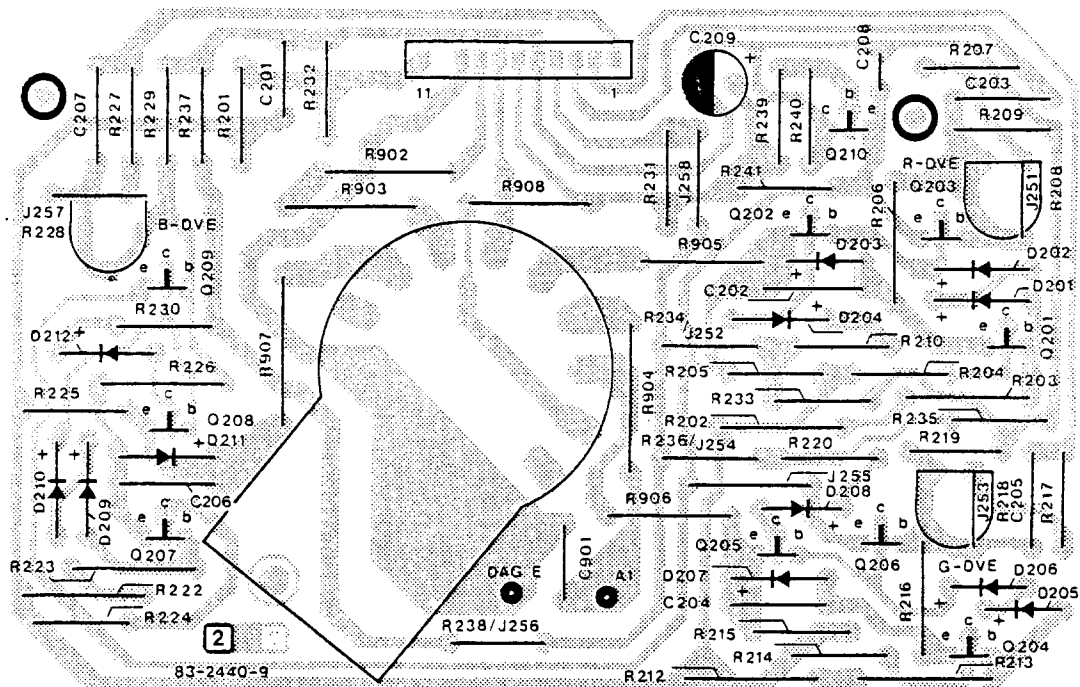 C209
C208
R207
C203
R209
C207
R227
R229
R237
R201
C201
R232
11
1
+
R239
R240
b
c
e
Q210
R902
R903
R908
R231
J258
R241
R206
R-DVE
Q203
J251
R208
c
e
b
J257
R228
B-DVE
Q209
c
e
b
Q202
c
e
b
D203
R905
+
D202
D201
+
+
C202
D204
+
R230
D212
+
R907
R234/J252
R210
c
e
b
Q201
R226
R225
R205
R204
R203
R904
R233
R235
R202
c
e
b
Q208
+
D211
R236/J254
R220
R219
D210
+
D209
+
C206
J255
D208
+
J253
R218
C205
R217
R906
c
e
b
Q207
c
e
b
Q205
c
e
b
Q206
R223
R222
R224
DAG E
C901
A1
D207
+
C204
G-DVE
D206
D205
+
+
R216
2
R238/J256
R215
R214
c
e
b
Q204
R213
83-2440-9
R212